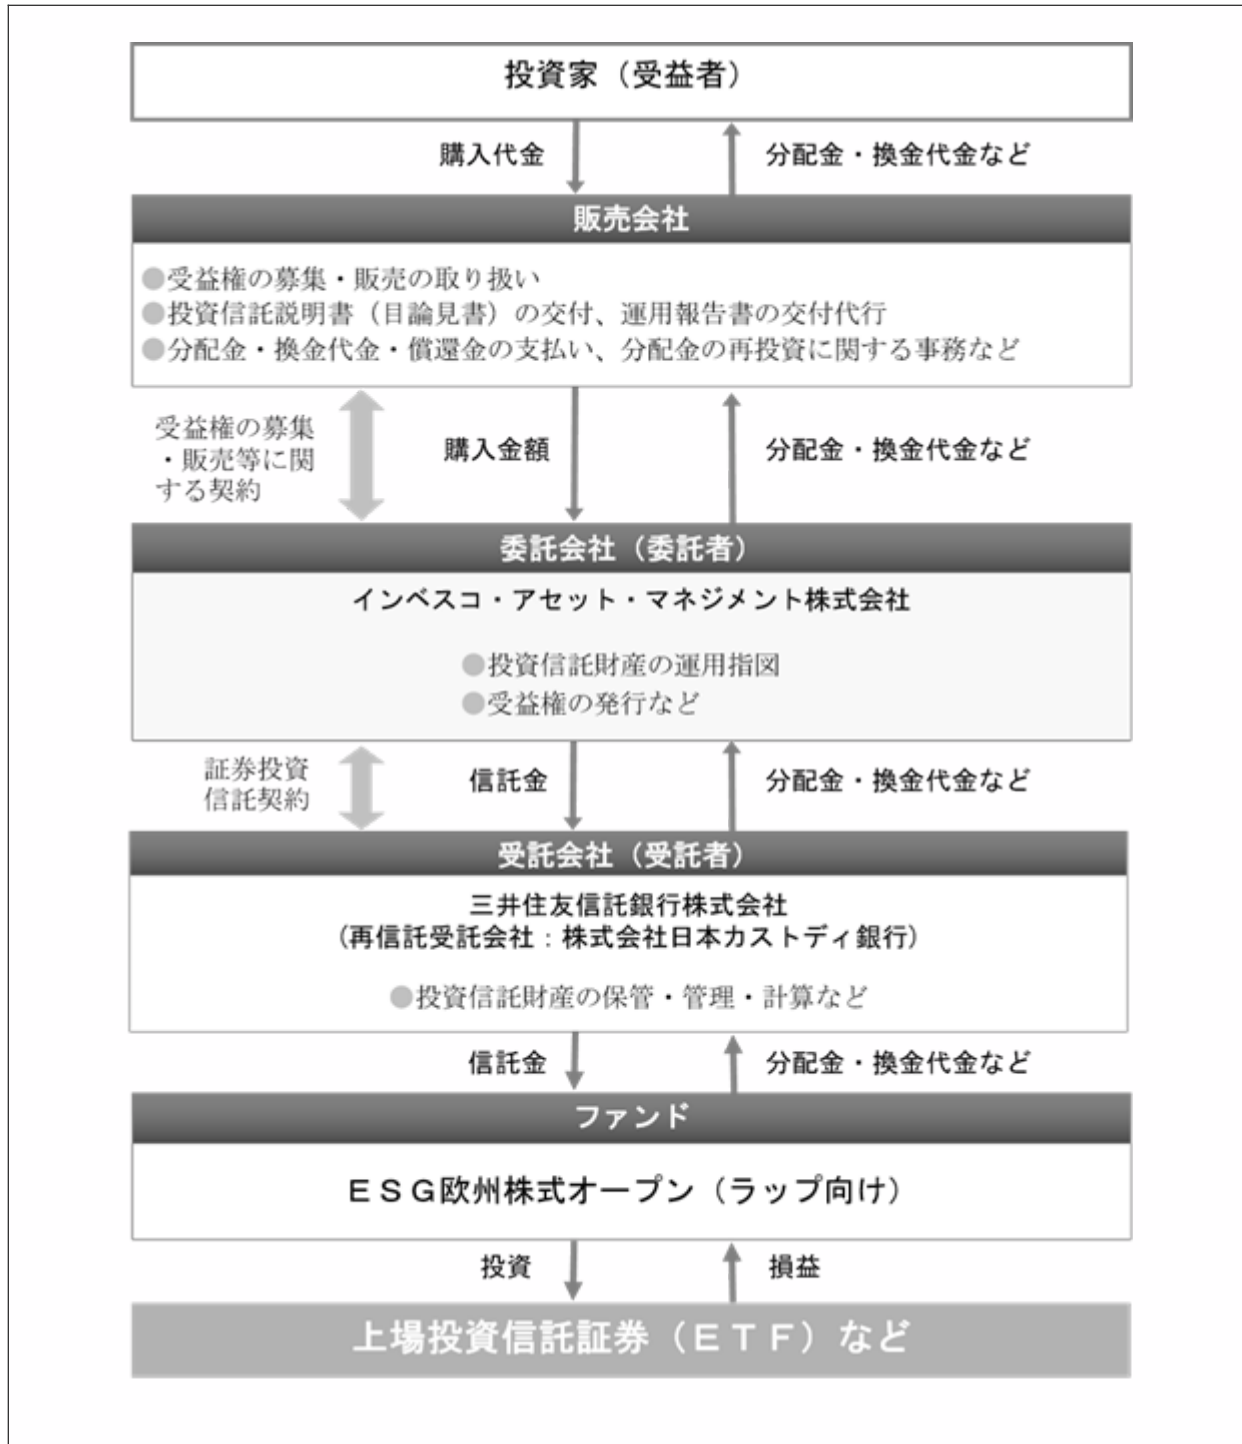 投資家（受益者）
購入代金
分配金・換金代金など
販売会社
●受益権の募集・販売の取り扱い
●投資信託説明書（目論見書）の交付、運用報告書の交付代行
●分配金・換金代金・償還金の支払い、分配金の再投資に関する事務など
受益権の募集
・販売等に関
する契約
購入金額
分配金・換金代金など
委託会社（委託者）
インベスコ・アセット・マネジメント株式会社
●投資信託財産の運用指図
●受益権の発行など
証券投資
信託契約
信託金
分配金・換金代金など
受託会社（受託者）
三井住友信託銀行株式会社
(再信託受託会社：株式会社日本カストディ銀行)
●投資信託財産の保管・管理・計算など
信託金
分配金・換金代金など
ファンド
ＥＳＧ欧州株式オープン（ラップ向け）
投資
損益
上場投資信託証券（ＥＴＦ）など